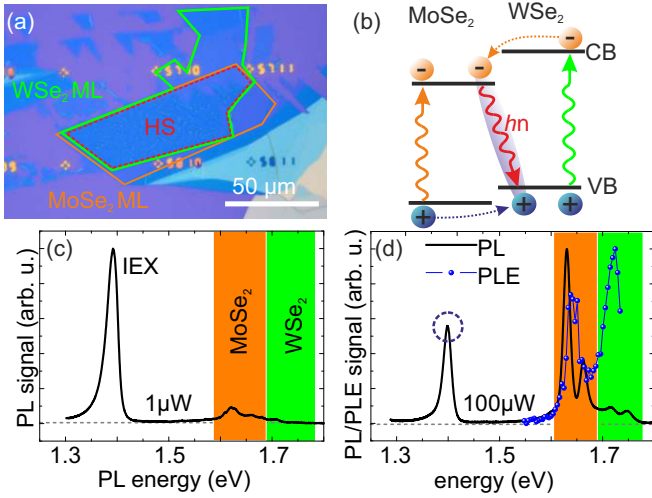 (a)
WSe₂ ML
HS
MoSe₂ ML
50 µm
(b)
MoSe₂
WSe₂
CB
hn
VB
(c)
IEX
1µW
MoSe₂
WSe₂
PL signal (arb. u.)
1.3
1.5
1.7
PL energy (eV)
(d)
PL
PLE
100µW
PL/PLE signal (arb. u.)
1.3
1.5
1.7
energy (eV)